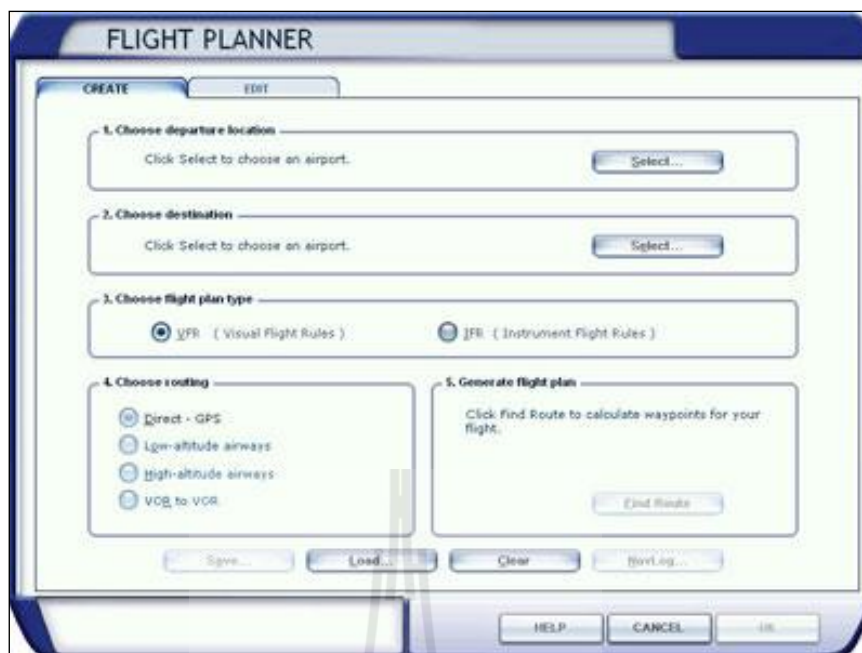 FLIGHT PLANNER
CREATE
EDIT
1. Choose departure location
Click Select to choose an airport.
Select...
2. Choose destination
Click Select to choose an airport.
Select...
3. Choose flight plan type
VFR ( Visual Flight Rules )
IFR ( Instrument Flight Rules )
4. Choose routing
Direct - GPS
Low-altitude airways
High-altitude airways
VOR to VOR
5. Generate flight plan
Click Find Route to calculate waypoints for your
flight.
Find Route
Save...
Load...
Clear
NavLog...
HELP
CANCEL
OK